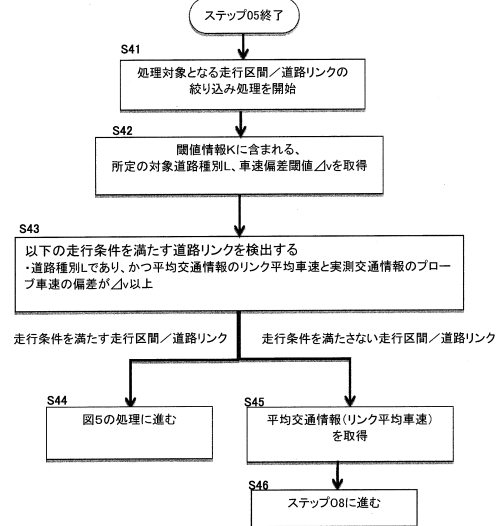 ステップ05終了
S41
処理対象となる走行区間／道路リンクの
絞り込み処理を開始
S42
閾値情報Kに含まれる、
所定の対象道路種別L、車速偏差閾値⊿vを取得
S43
以下の走行条件を満たす道路リンクを検出する
・道路種別Lであり、かつ平均交通情報のリンク平均車速と実測交通情報のプロー
ブ車速の偏差が⊿v以上
走行条件を満たす走行区間／道路リンク
走行条件を満たさない走行区間／道路リンク
S44
図5の処理に進む
S45
平均交通情報(リンク平均車速)
を取得
S46
ステップ08に進む